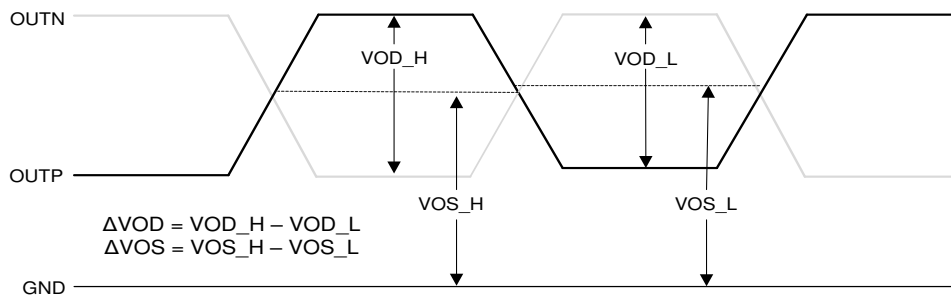 OUTN
VOD_H
VOD_L
OUTP
VOS_H
VOS_L
ΔVOD = VOD_H – VOD_L
ΔVOS = VOS_H – VOS_L
GND